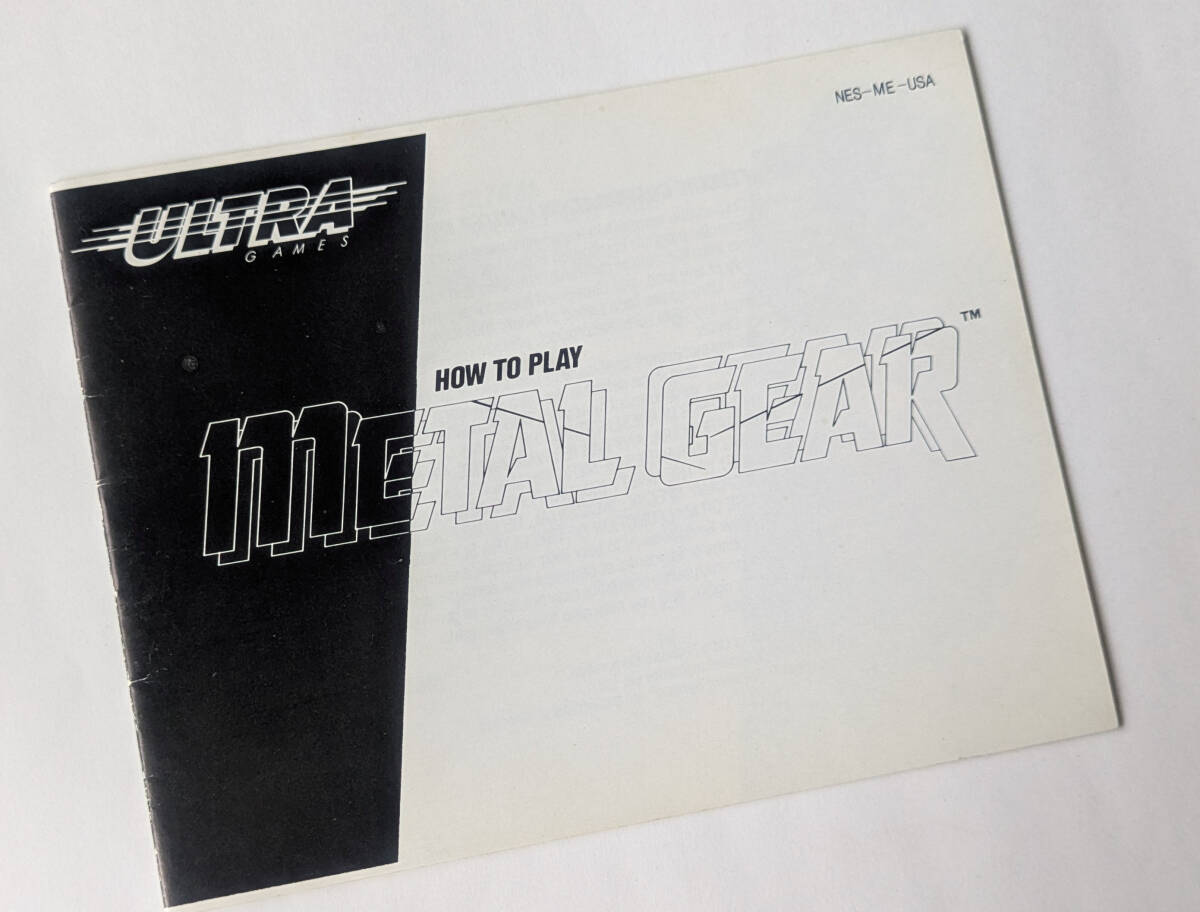 NES-ME-USA
ULTRA
GAMES
HOW TO PLAY
METAL GEAR™